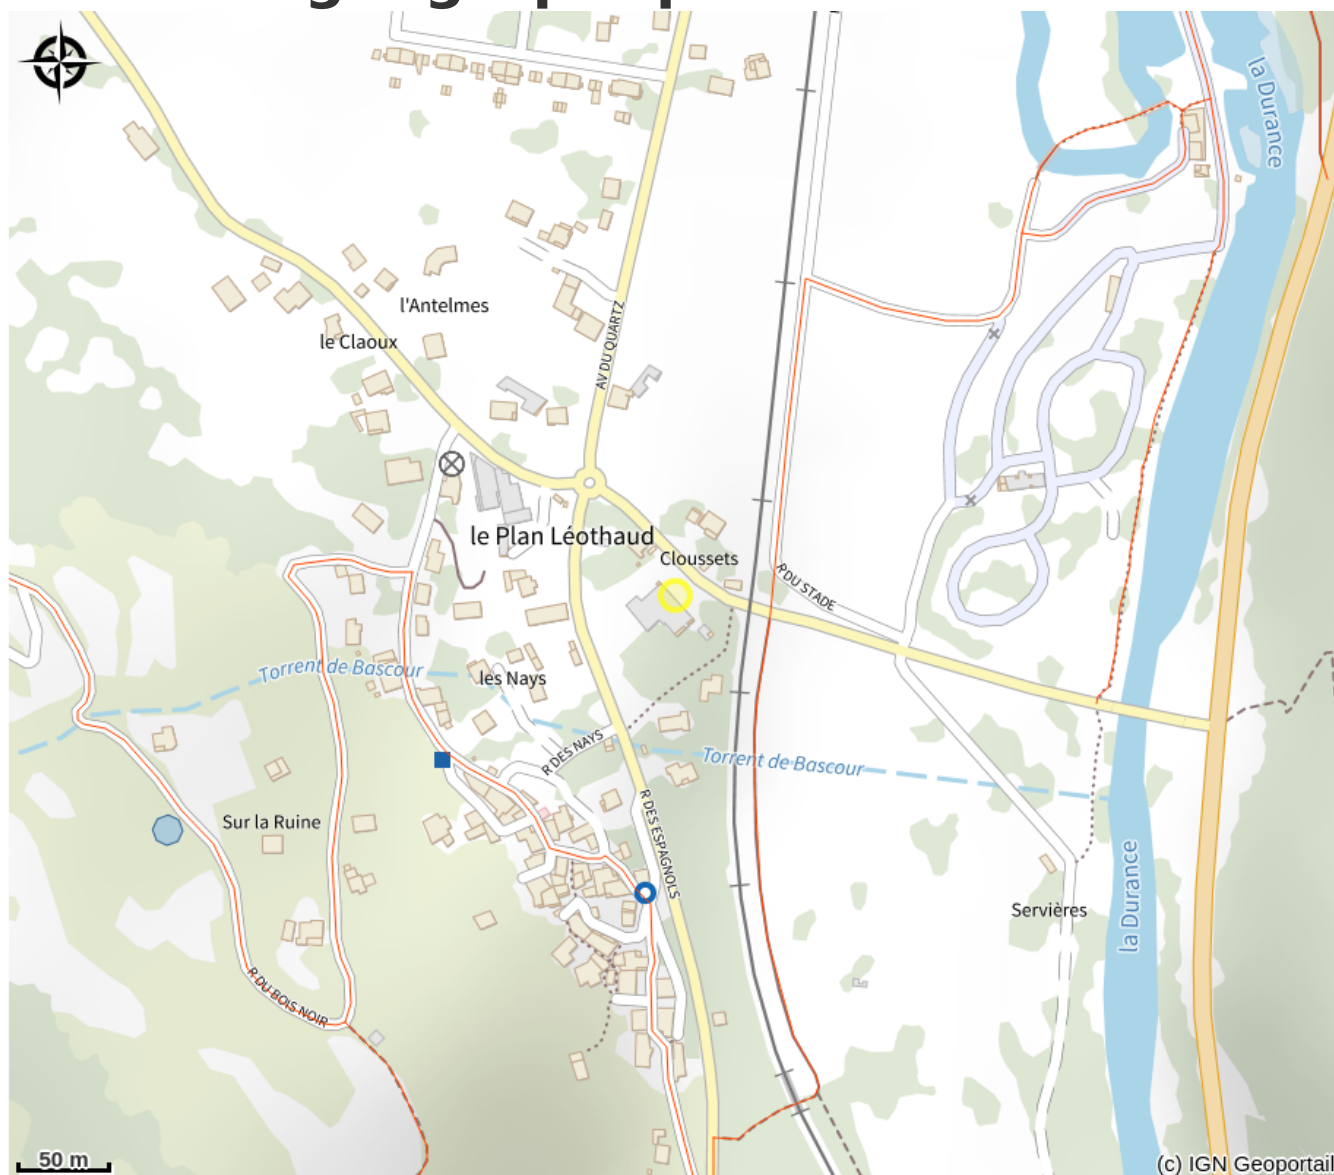 la Durance
l'Antelmes
le Claoux
AV DU QUARTZ
le Plan Léothaud
Cloussets
R DU STADE
Torrent de Bascour
les Nays
R DES NAYS
Torrent de Bascour
R DES ESPAGNOLS
Sur la Ruine
la Durance
Servières
R DU BOIS NOIR
50 m
(c) IGN Geoportail